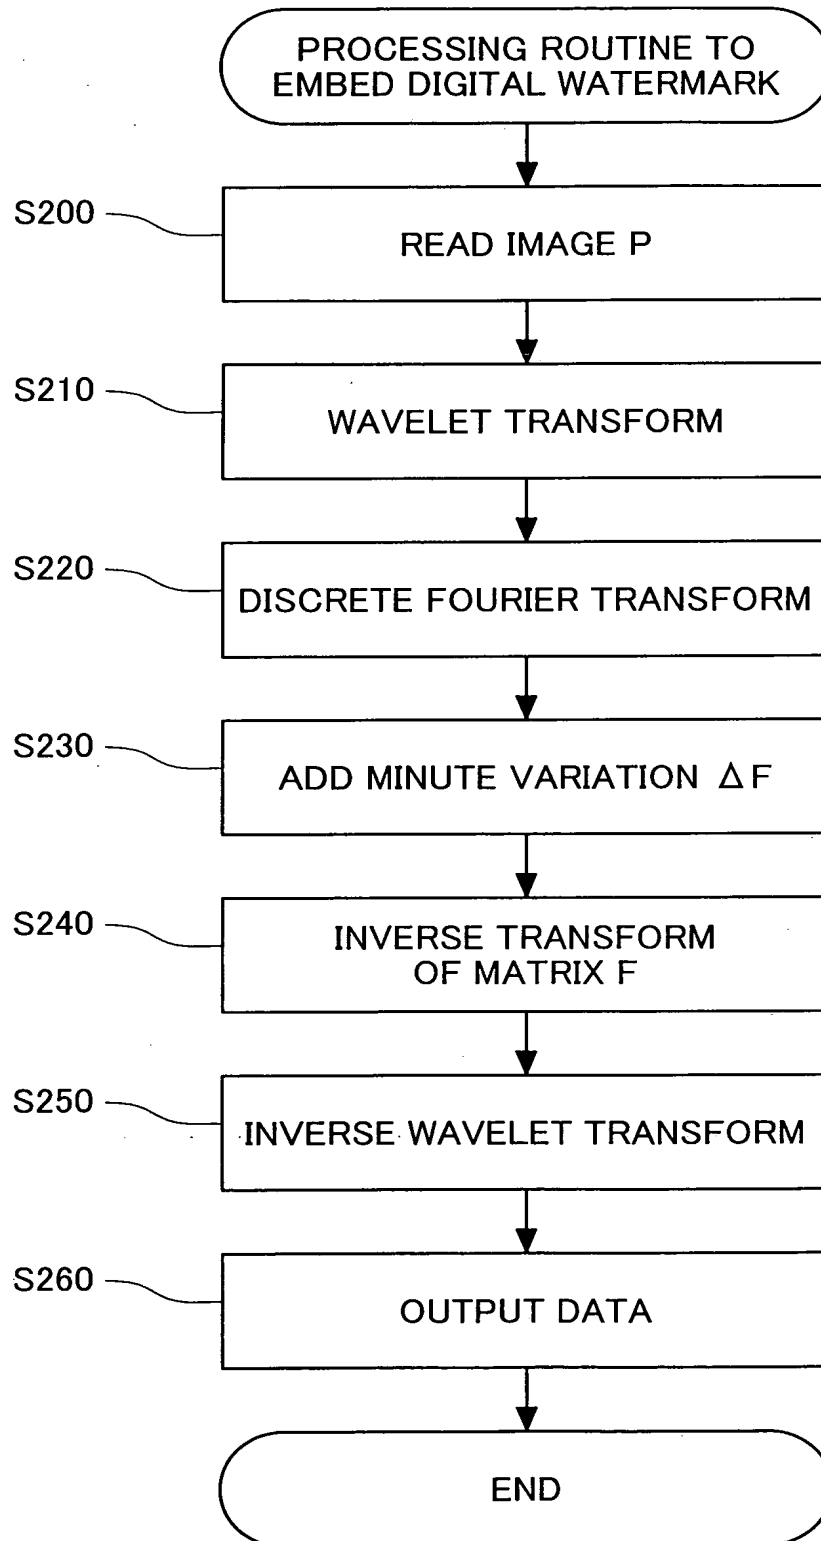 PROCESSING ROUTINE TO
EMBED DIGITAL WATERMARK
S200
READ IMAGE P
S210
WAVELET TRANSFORM
S220
DISCRETE FOURIER TRANSFORM
S230
ADD MINUTE VARIATION ΔF
S240
INVERSE TRANSFORM
OF MATRIX F
S250
INVERSE WAVELET TRANSFORM
S260
OUTPUT DATA
END